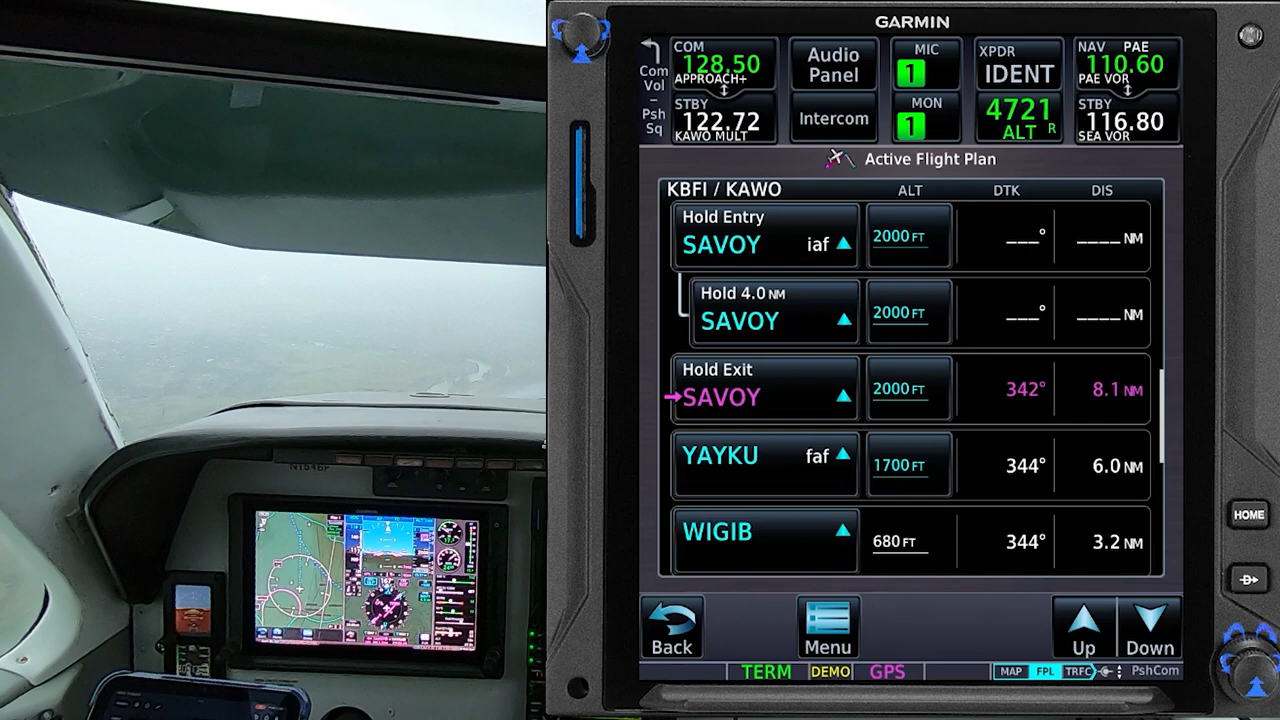 GARMIN
Com
Vol
–
Psh
Sq
COM
128.50
APPROACH+
STBY
122.72
KAWO MULT
Audio
Panel
Intercom
MIC
1
MON
1
XPDR
IDENT
4721
ALT R
NAV PAE
110.60
PAE VOR
STBY
116.80
SEA VOR
Active Flight Plan
KBFI / KAWO ALT DTK DIS
Hold Entry
SAVOY iaf 2000 FT ___° ____ NM
Hold 4.0 NM
SAVOY 2000 FT ___° ____ NM
Hold Exit
SAVOY 2000 FT 342° 8.1 NM
YAYKU faf 1700 FT 344° 6.0 NM
WIGIB 680 FT 344° 3.2 NM
Back Menu Up Down
TERM DEMO GPS MAP FPL TRFC PshCom
HOME
D